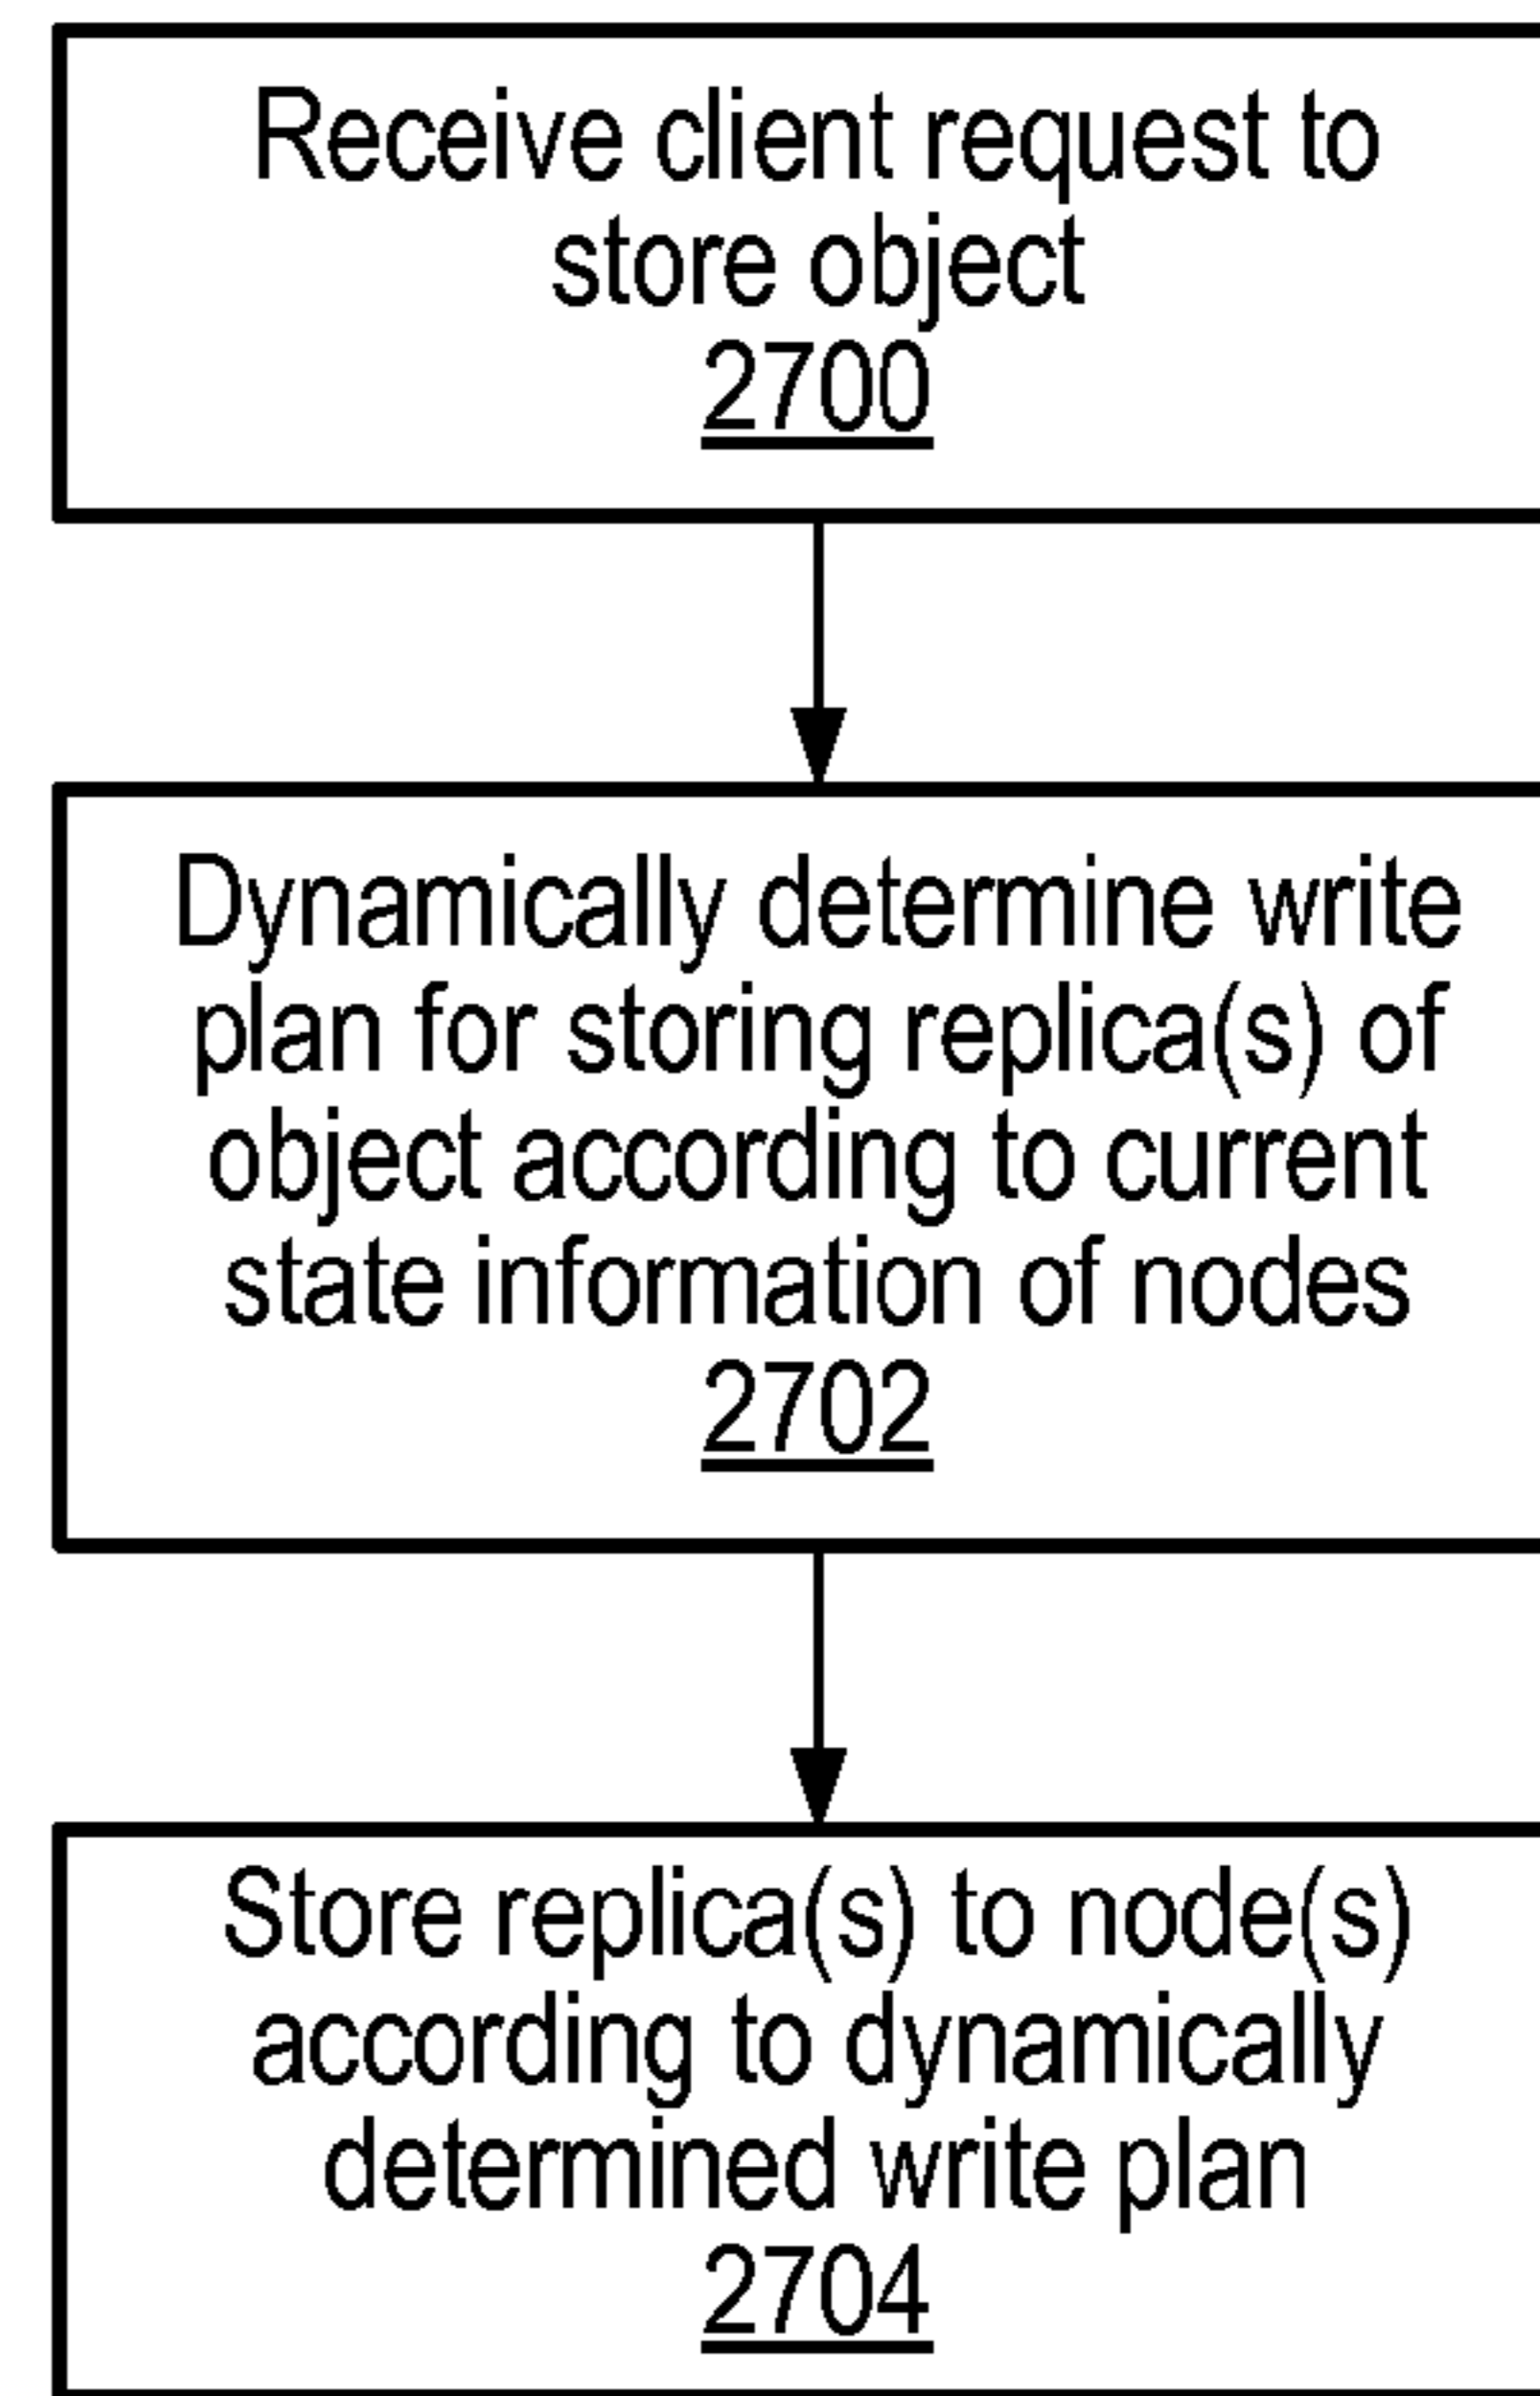 Receive client request to
store object
2700
Dynamically determine write
plan for storing replica(s) of
object according to current
state information of nodes
2702
Store replica(s) to node(s)
according to dynamically
determined write plan
2704